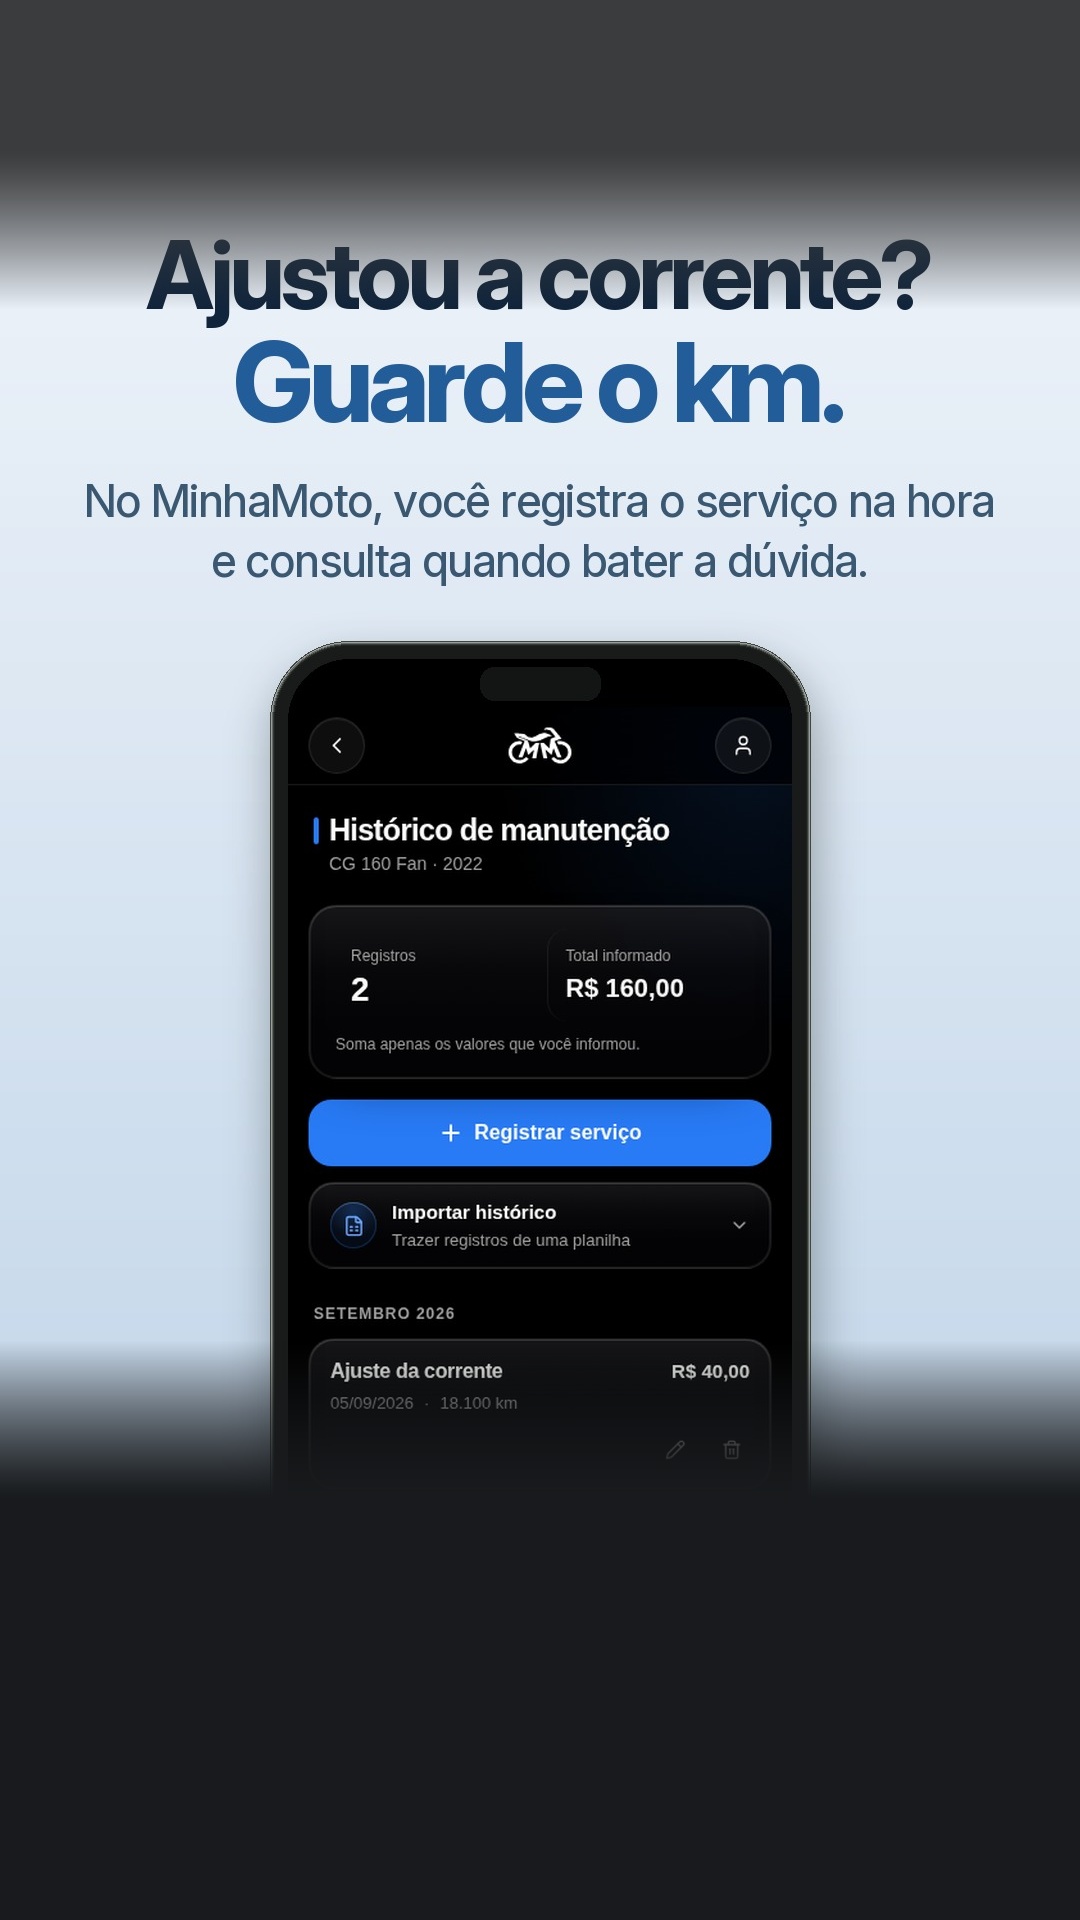 Ajustou a corrente?
Guarde o km.
No MinhaMoto, você registra o serviço na hora
e consulta quando bater a dúvida.
MM
Histórico de manutenção
CG 160 Fan · 2022
Registros
2
Total informado
R$ 160,00
Soma apenas os valores que você informou.
Registrar serviço
Importar histórico
Trazer registros de uma planilha
SETEMBRO 2026
Ajuste da corrente R$ 40,00
05/09/2026 · 18.100 km